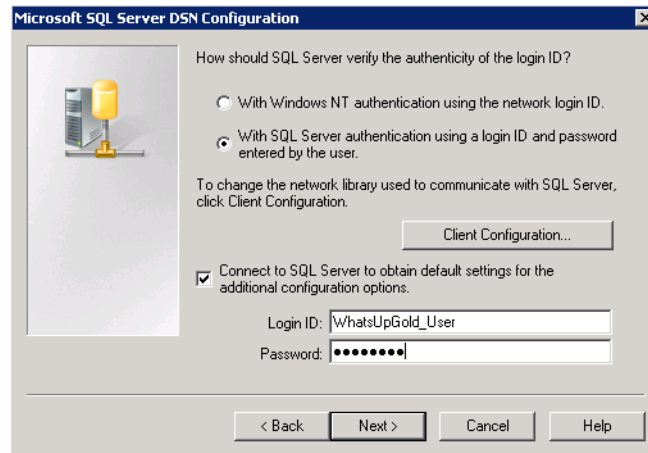 Microsoft SQL Server DSN Configuration
How should SQL Server verify the authenticity of the login ID?
With Windows NT authentication using the network login ID.
With SQL Server authentication using a login ID and password
entered by the user.
To change the network library used to communicate with SQL Server,
click Client Configuration.
Client Configuration...
Connect to SQL Server to obtain default settings for the
additional configuration options.
Login ID: WhatsUpGold_User
Password: ●●●●●●●●
< Back Next > Cancel Help